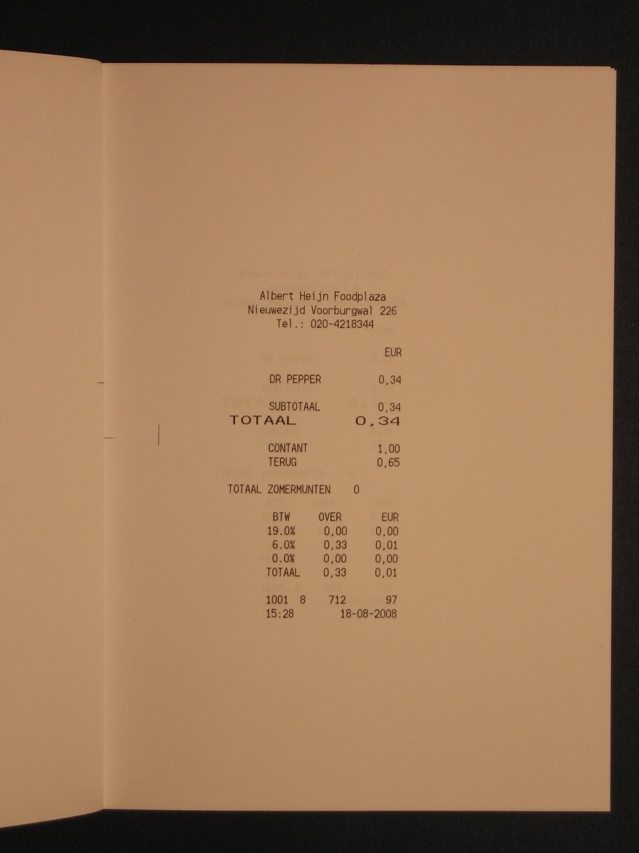 Albert Heijn Foodplaza
Nieuwezijd Voorburgwal 226
Tel.: 020-4218344
EUR
DR PEPPER 0,34
SUBTOTAAL 0,34
TOTAAL 0,34
CONTANT 1,00
TERUG 0,65
TOTAAL ZOMERMUNTEN 0
BTW OVER EUR
19.0% 0,00 0,00
6.0% 0,33 0,01
0.0% 0,00 0,00
TOTAAL 0,33 0,01
1001 8 712 97
15:28 18-08-2008